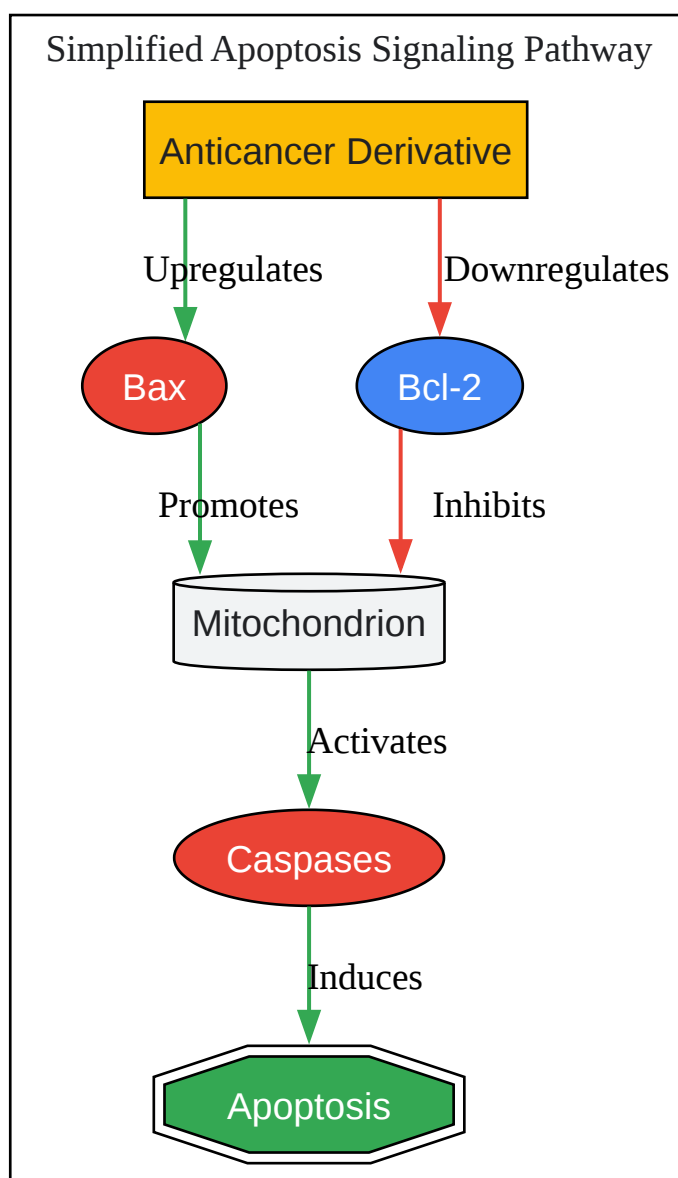 Simplified Apoptosis Signaling Pathway
Anticancer Derivative
Upregulates
Downregulates
Bax
Bcl-2
Promotes
Inhibits
Mitochondrion
Activates
Caspases
Induces
Apoptosis